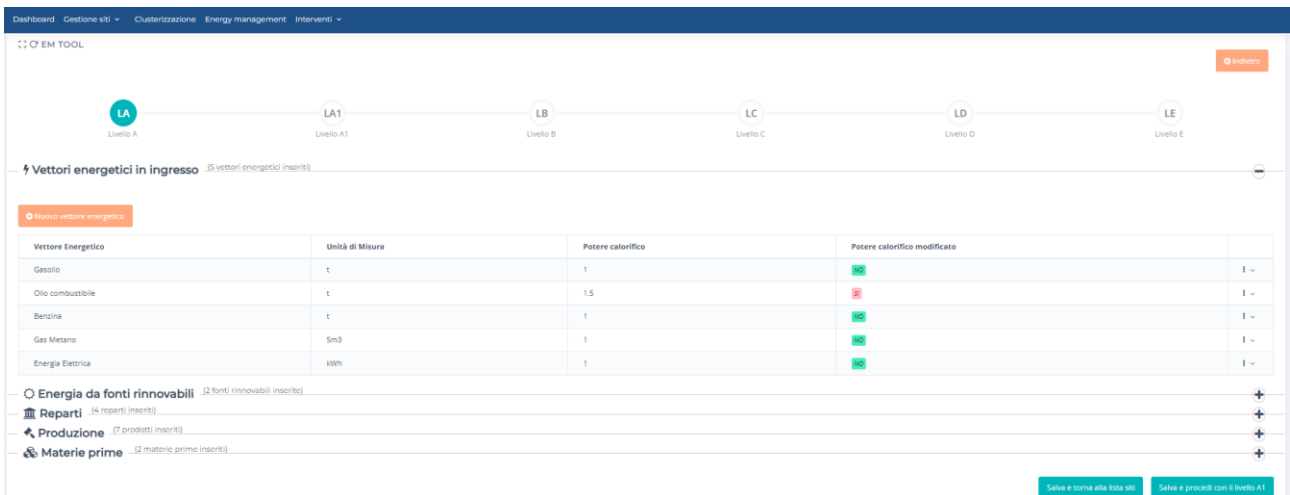 Dashboard Gestione siti Clusterizzazione Energy management Interventi
EM TOOL
Indietro
LA LA1 LB LC LD LE
Livello A Livello A1 Livello B Livello C Livello D Livello E
Vettori energetici in ingresso (5 vettori energetici inseriti)
Nuovo vettore energetico
Vettore Energetico Unità di Misura Potere calorifico Potere calorifico modificato
Gasolio t 1 NO
Olio combustibile t 1.5 SI
Benzina t 1 NO
Gas Metano Sm3 1 NO
Energia Elettrica kWh 1 NO
Energia da fonti rinnovabili (2 fonti rinnovabili inserite)
Reparti (4 reparti inseriti)
Produzione (7 prodotti inseriti)
Materie prime (2 materie prime inseriti)
Salva e torna alla lista siti Salva e procedi con il livello A1